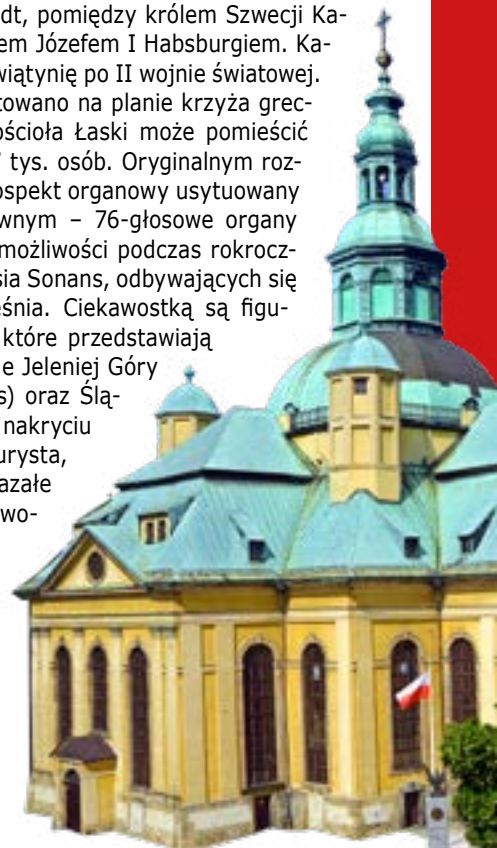 dt, pomiędzy królem Szwecji Ka-
em Józefem I Habsburgiem. Ka-
wiątynię po II wojnie światowej.
towano na planie krzyża grec-
ościoła Łaski może pomieścić
tys. osób. Oryginalnym roz-
ospekt organowy usytuowany
wnym – 76-głosowe organy
możliwości podczas rokrocz-
sia Sonans, odbywających się
eśnia. Ciekawostką są figu-
które przedstawiają
e Jeleniej Góry
s) oraz Ślą-
nakryciu
urysta,
azałe
wo-